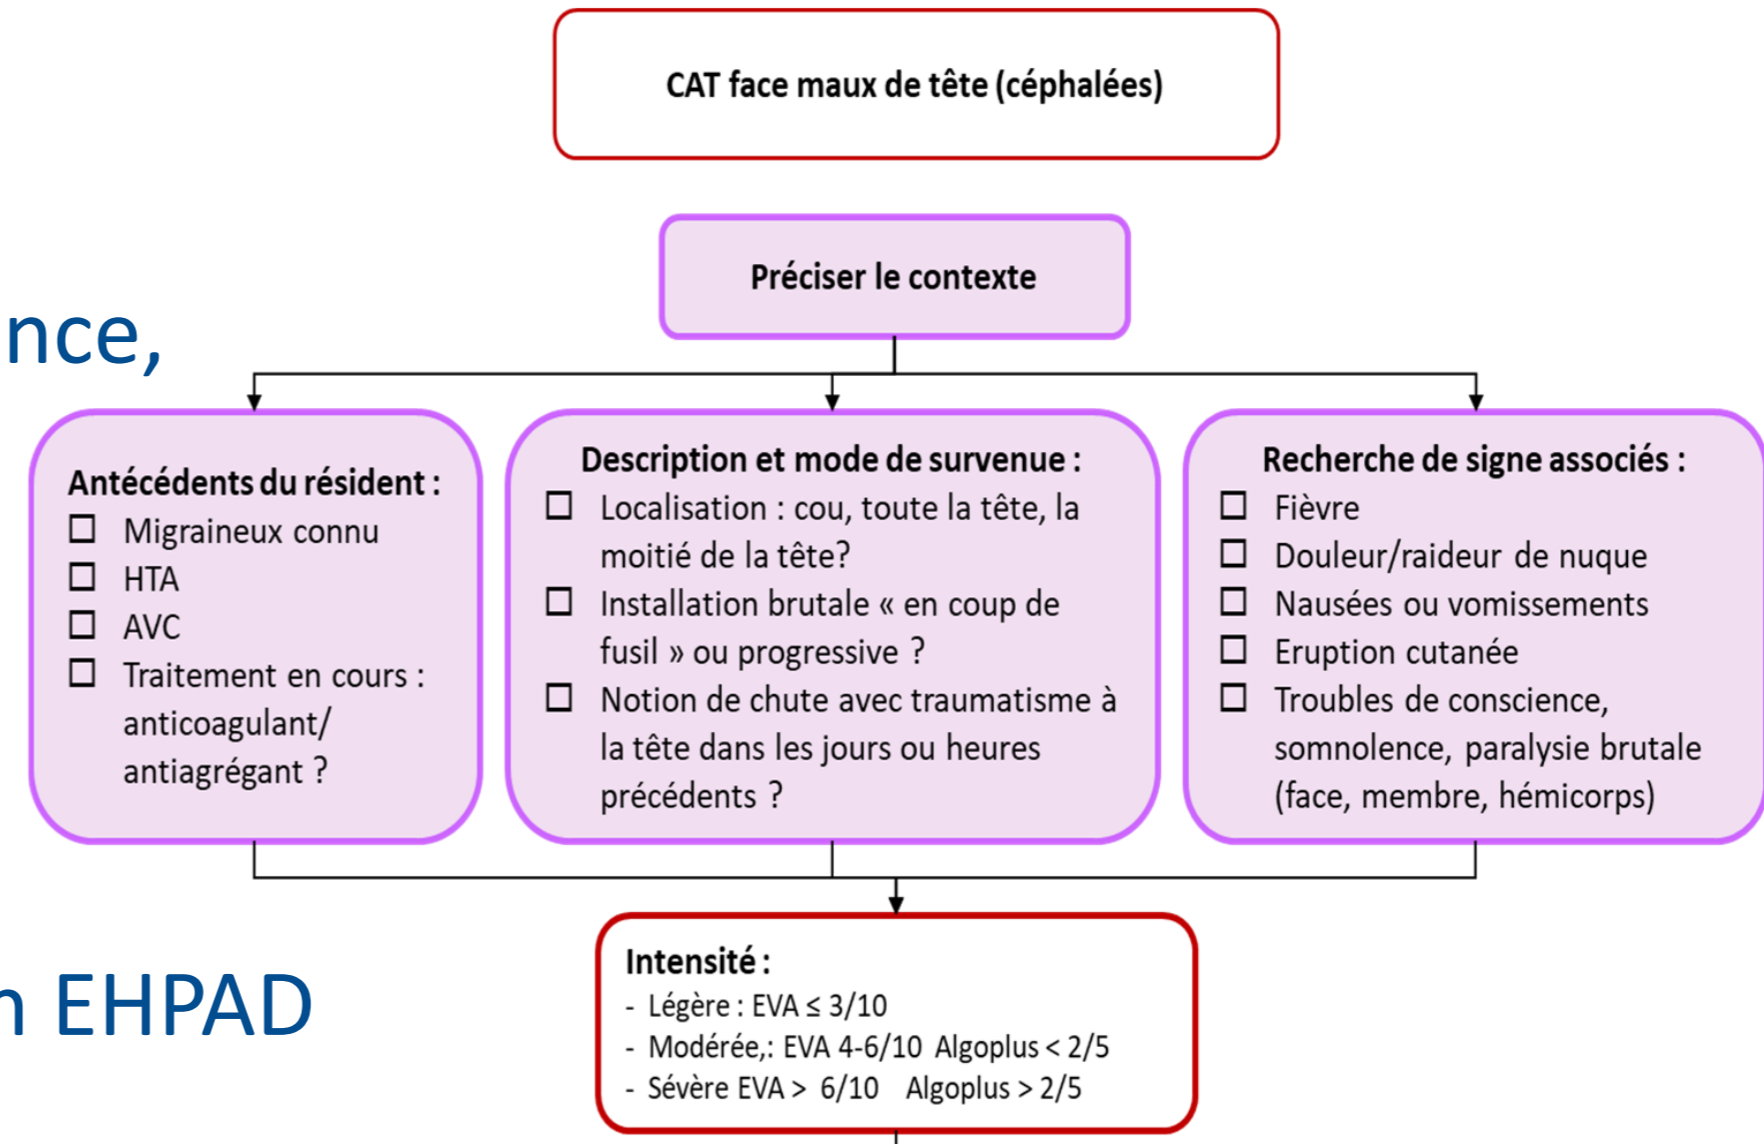 CAT face maux de tête (céphalées)
Préciser le contexte
nce,
Antécédents du résident :
☐ Migraineux connu
☐ HTA
☐ AVC
☐ Traitement en cours :
anticoagulant/
antiagrégant ?
Description et mode de survenue :
☐ Localisation : cou, toute la tête, la
moitié de la tête?
☐ Installation brutale « en coup de
fusil » ou progressive ?
☐ Notion de chute avec traumatisme à
la tête dans les jours ou heures
précédents ?
Recherche de signe associés :
☐ Fièvre
☐ Douleur/raideur de nuque
☐ Nausées ou vomissements
☐ Eruption cutanée
☐ Troubles de conscience,
somnolence, paralysie brutale
(face, membre, hémicorps)
n EHPAD
Intensité :
- Légère : EVA ≤ 3/10
- Modérée,: EVA 4-6/10 Algoplus < 2/5
- Sévère EVA > 6/10 Algoplus > 2/5